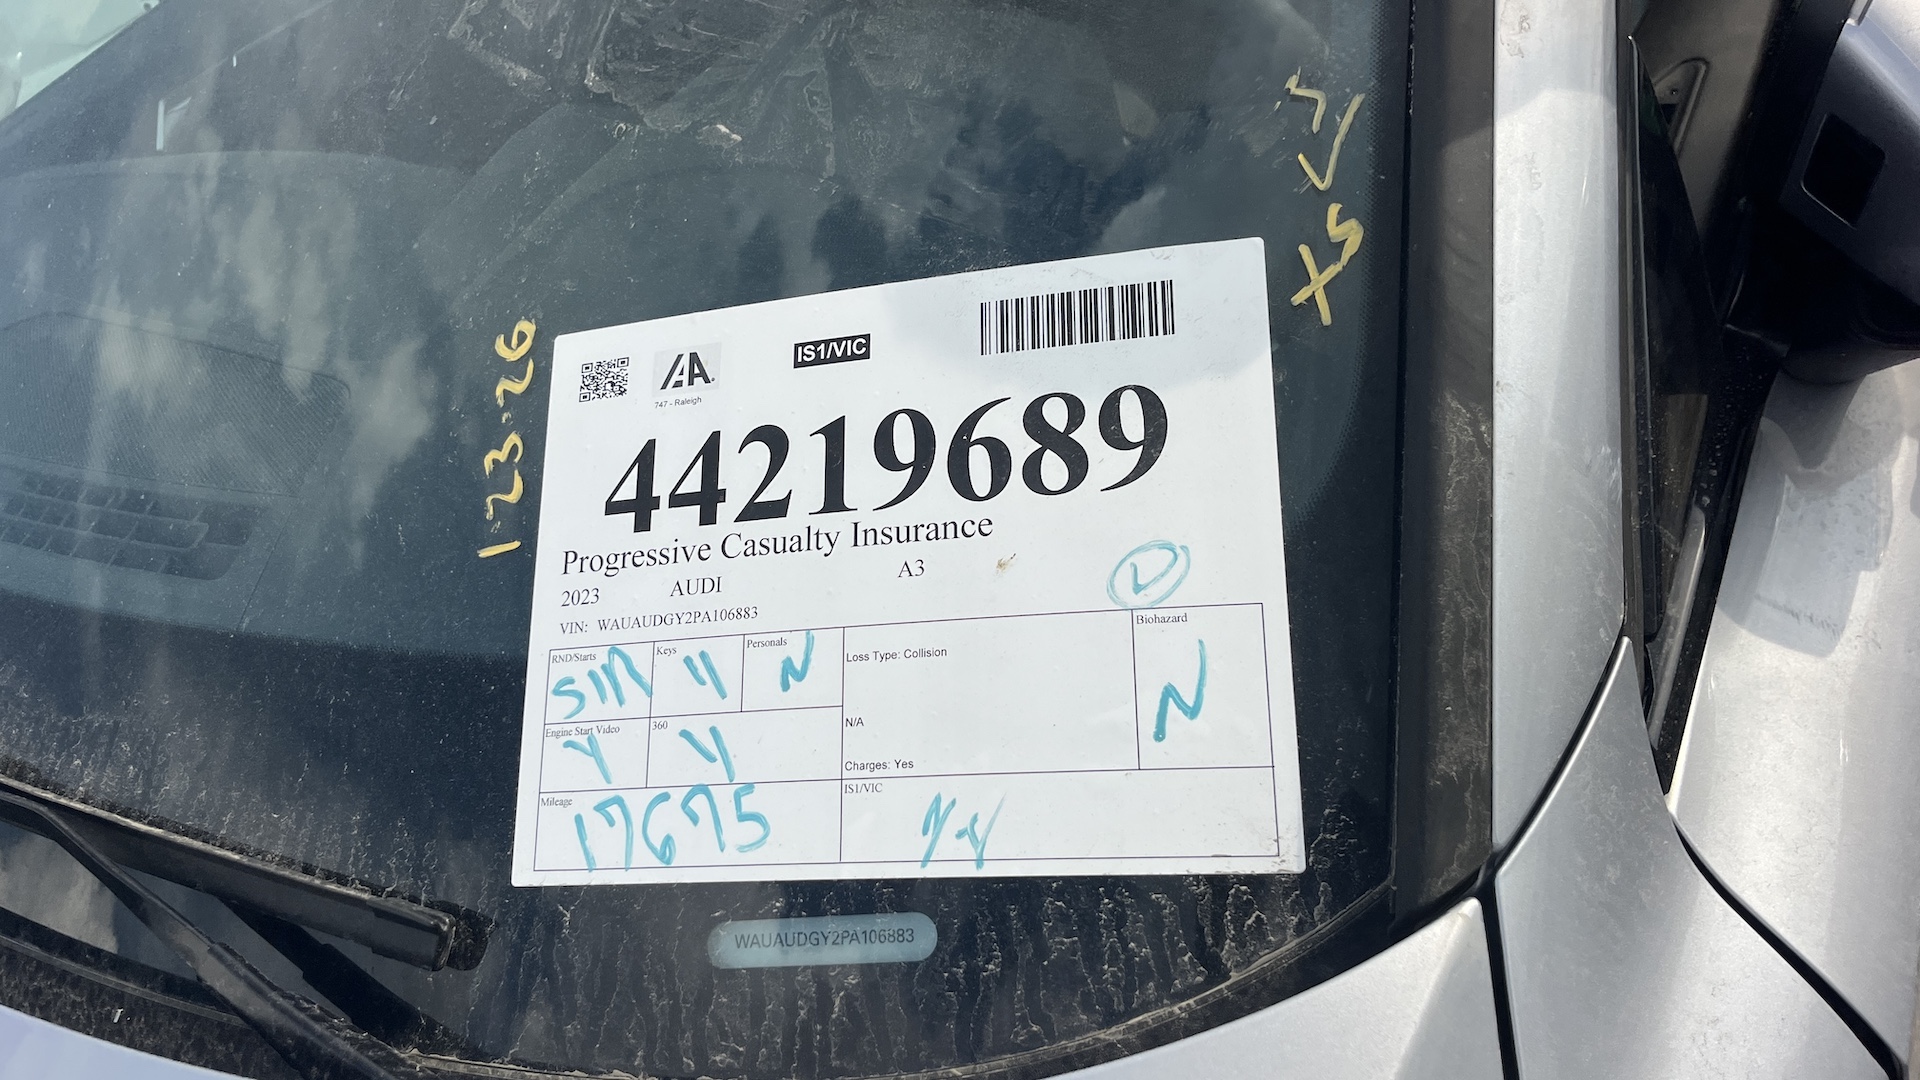 1·23·26
XS
IAA
747 - Raleigh
IS1/VIC
44219689
Progressive Casualty Insurance
2023 AUDI A3
VIN: WAUAUDGY2PA106883
RND/Starts
Keys
Y
Personals
N
Loss Type: Collision
N/A
Charges: Yes
Biohazard
N
Engine Start Video
Y
360
Y
Mileage
17675
IS1/VIC
WAUAUDGY2PA106883